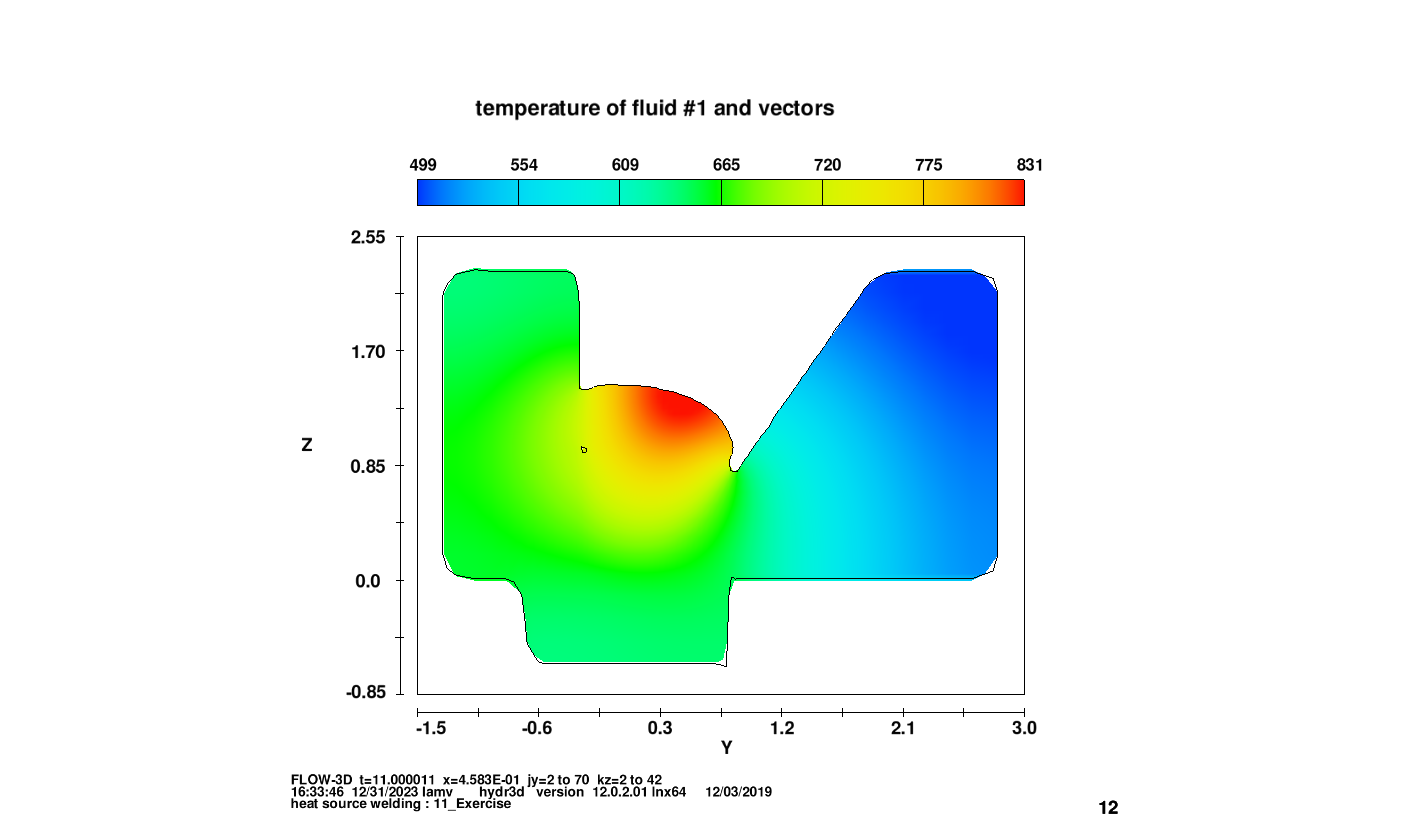 temperature of fluid #1 and vectors
499 554 609 665 720 775 831
2.55
1.70
Z
0.85
0.0
-0.85
-1.5 -0.6 0.3 1.2 2.1 3.0
Y
FLOW-3D t=11.000011 x=4.583E-01 jy=2 to 70 kz=2 to 42
16:33:46 12/31/2023 lamv hydr3d version 12.0.2.01 lnx64 12/03/2019
heat source welding : 11_Exercise
12